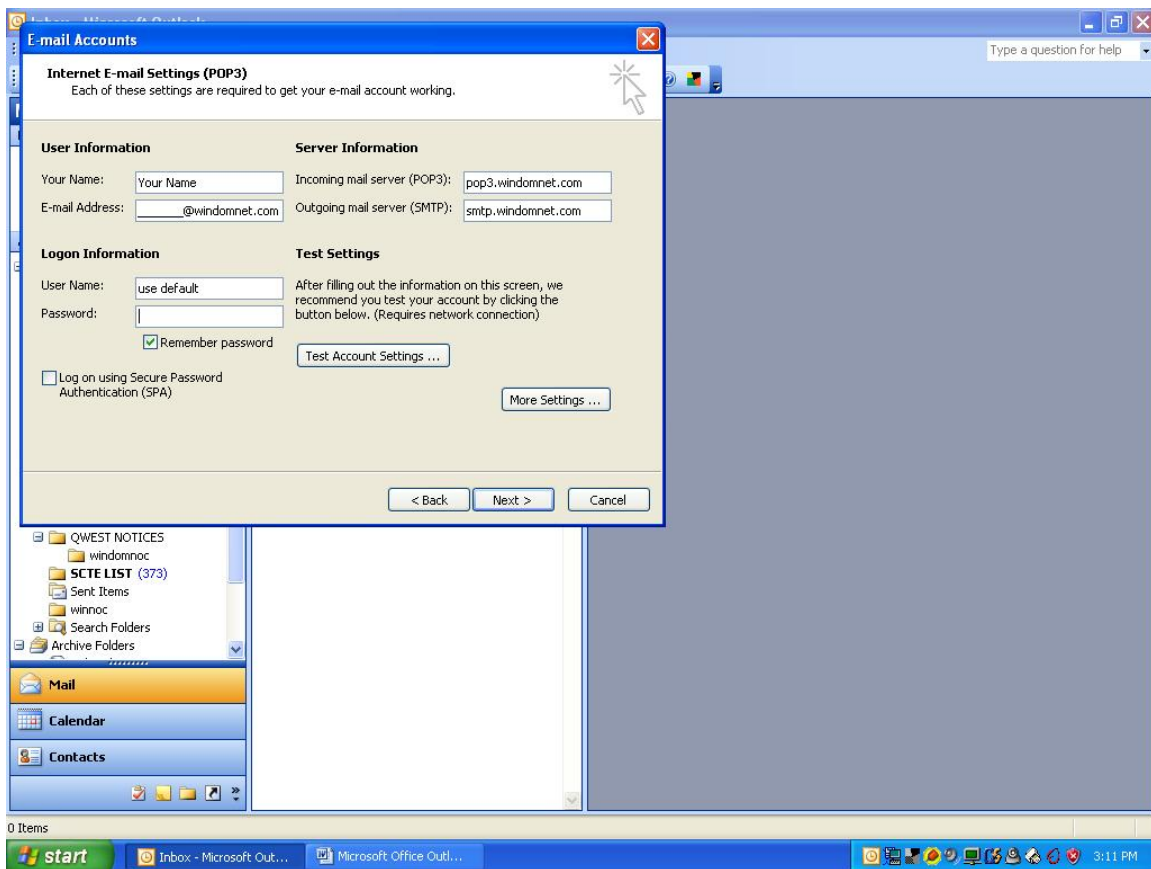 Type a question for help
E-mail Accounts
Internet E-mail Settings (POP3)
Each of these settings are required to get your e-mail account working.
User Information
Your Name: Your Name
E-mail Address: _______@windomnet.com
Server Information
Incoming mail server (POP3): pop3.windomnet.com
Outgoing mail server (SMTP): smtp.windomnet.com
Logon Information
User Name: use default
Password:
Remember password
Log on using Secure Password
Authentication (SPA)
Test Settings
After filling out the information on this screen, we
recommend you test your account by clicking the
button below. (Requires network connection)
Test Account Settings ...
More Settings ...
< Back Next > Cancel
QWEST NOTICES
windomnoc
SCTE LIST (373)
Sent Items
winnoc
Search Folders
Archive Folders
Mail
Calendar
Contacts
0 Items
start Inbox - Microsoft Out... Microsoft Office Outl... 3:11 PM